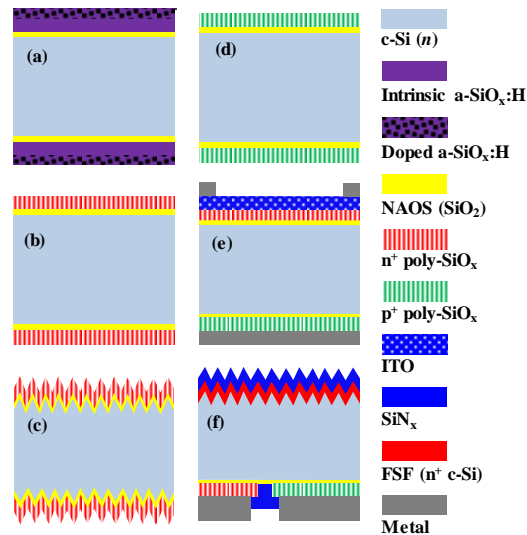 (a)
(b)
(c)
(d)
(e)
(f)
c-Si (n)
Intrinsic a-SiOₓ:H
Doped a-SiOₓ:H
NAOS (SiO₂)
n⁺ poly-SiOₓ
p⁺ poly-SiOₓ
ITO
SiNₓ
FSF (n⁺ c-Si)
Metal